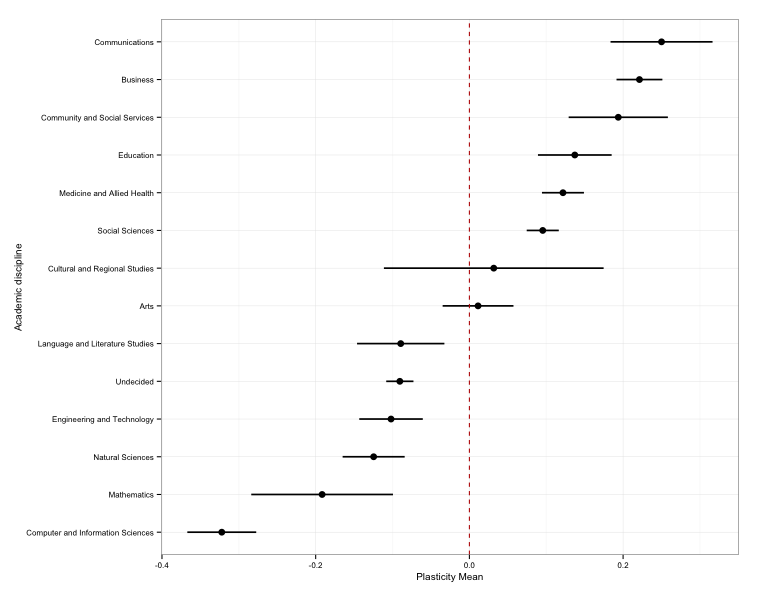 Communications
Business
Community and Social Services
Education
Medicine and Allied Health
Social Sciences
Cultural and Regional Studies
Arts
Language and Literature Studies
Undecided
Engineering and Technology
Natural Sciences
Mathematics
Computer and Information Sciences
Academic discipline
-0.4 -0.2 0.0 0.2
Plasticity Mean